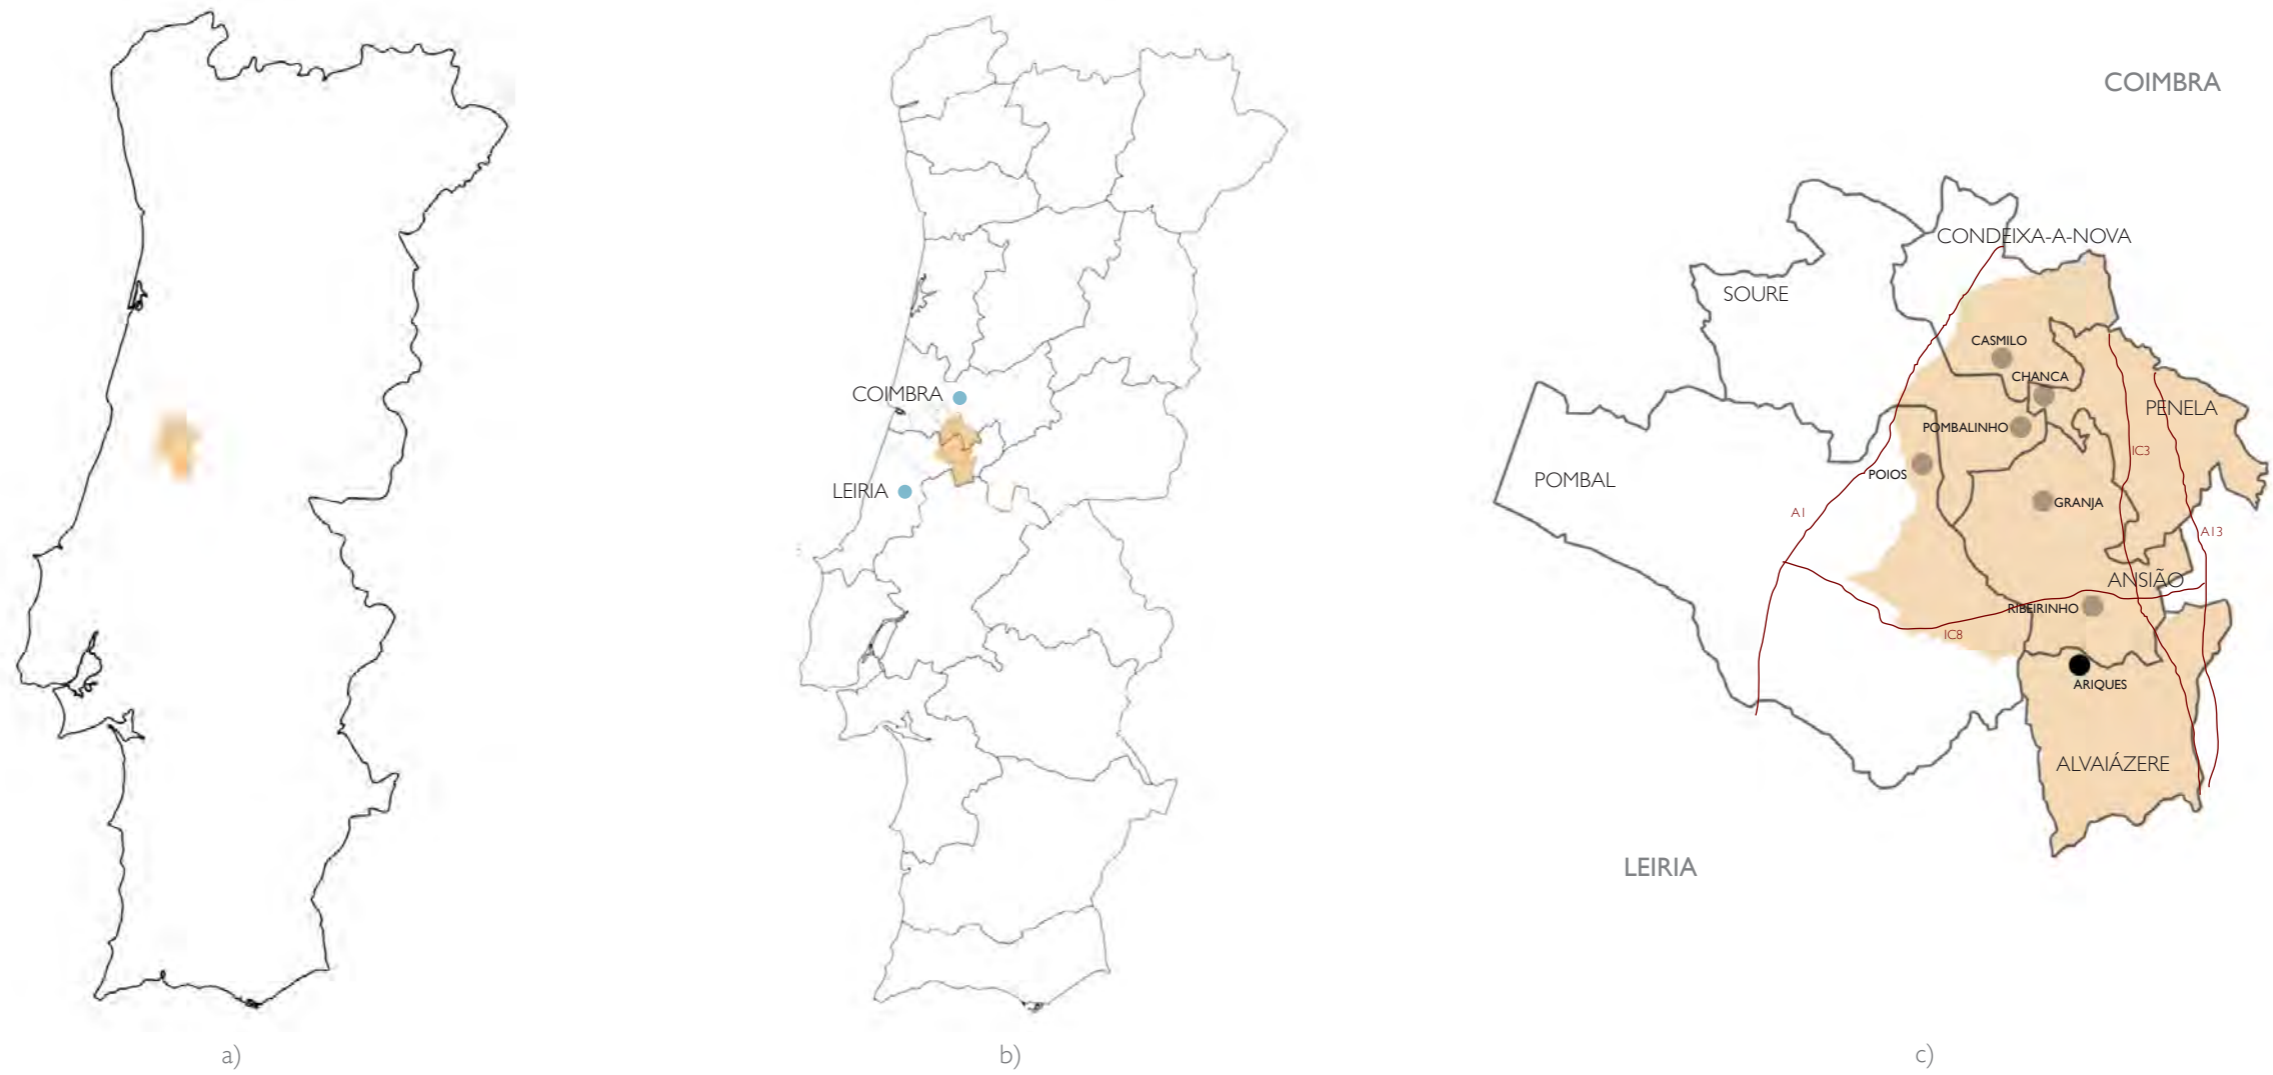 COIMBRA
LEIRIA
COIMBRA
CONDEIXA-A-NOVA
SOURE
CASMILO
CHANCA
PENELA
POMBALINHO
IC3
POIOS
POMBAL
GRANJA
A1
A13
ANSIÃO
RIBEIRINHO
IC8
ARIQUES
ALVAIÁZERE
LEIRIA
a)
b)
c)